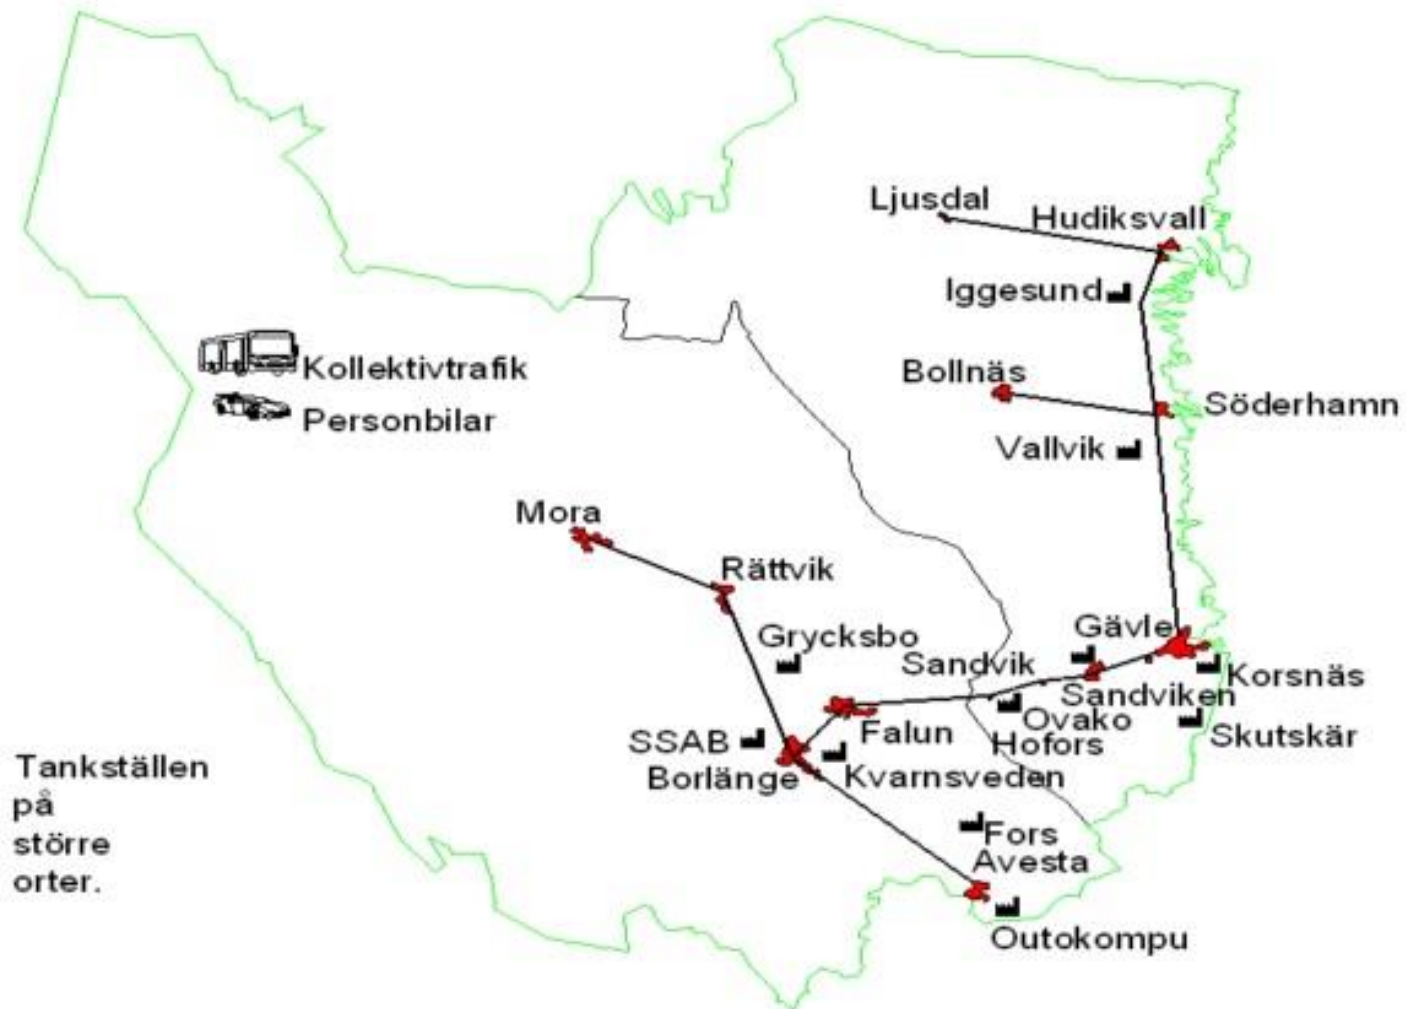 Ljusdal
Hudiksvall
Iggesund
Kollektivtrafik
Bollnäs
Personbilar
Söderhamn
Vallvik
Mora
Rättvik
Grycksbo
Gävle
Sandvik
Korsnäs
Sandviken
Ovako
Falun
Skutskär
Hofors
SSAB
Borlänge
Kvarnsveden
Tankställen
på
större
orter.
Fors
Avesta
Outokompu